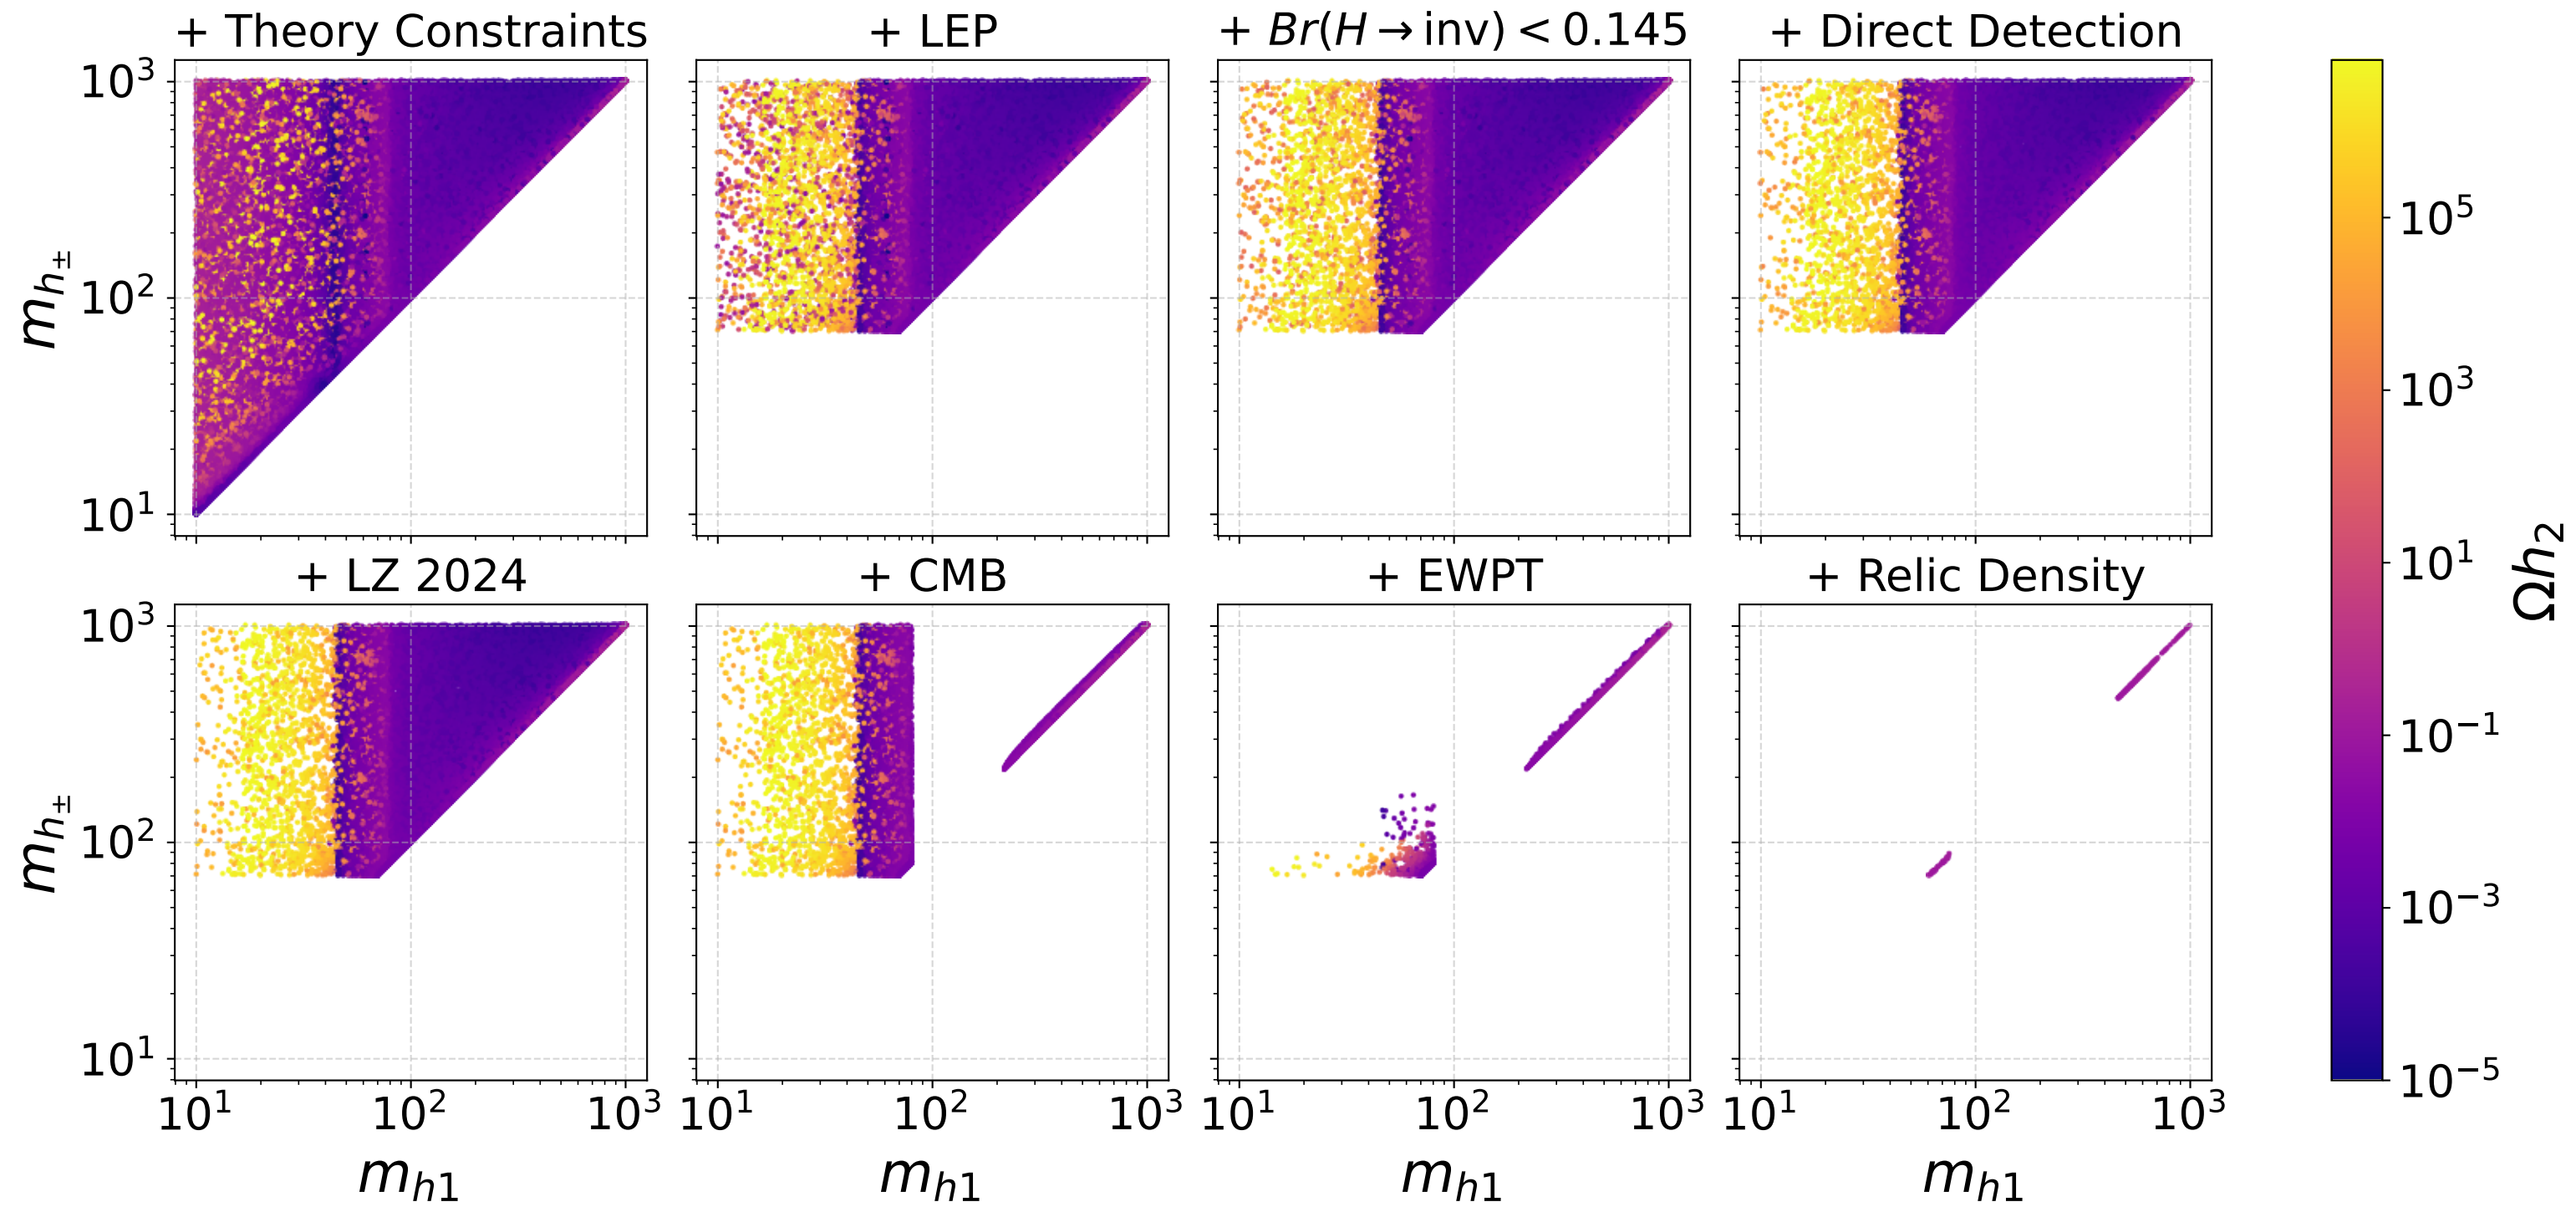 + Theory Constraints
+ LEP
+ Br(H → inv) < 0.145
+ Direct Detection
10³
10²
10¹
m_{h±}
+ LZ 2024
+ CMB
+ EWPT
+ Relic Density
10³
10²
10¹
m_{h±}
10¹ 10² 10³
10¹ 10² 10³
10¹ 10² 10³
10¹ 10² 10³
m_{h1}
m_{h1}
m_{h1}
m_{h1}
10⁵
10³
10¹
10⁻¹
10⁻³
10⁻⁵
Ωh₂